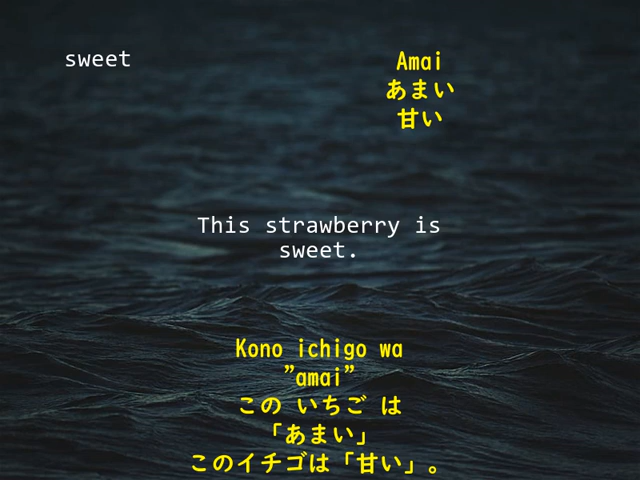 sweet
Amai
あまい
甘い
This strawberry is
sweet.
Kono ichigo wa
”amai”
この いちご は
「あまい」
このイチゴは「甘い」。